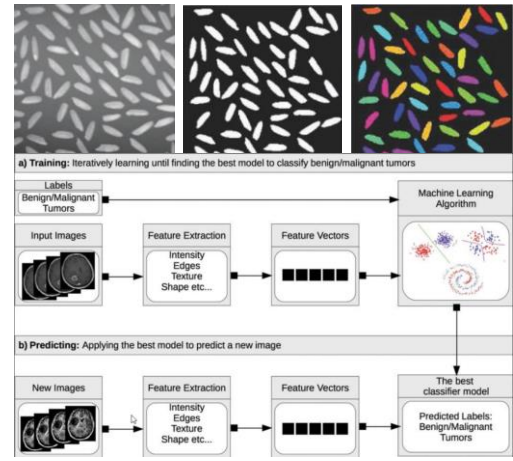 a) Training: Iteratively learning until finding the best model to classify benign/malignant tumors
Labels
Benign/Malignant
Tumors
Machine Learning
Algorithm
Input Images
Feature Extraction
Feature Vectors
Intensity
Edges
Texture
Shape etc...
b) Predicting: Applying the best model to predict a new image
New Images
Feature Extraction
Feature Vectors
The best
classifier model
Intensity
Edges
Texture
Shape etc...
Predicted Labels:
Benign/Malignant
Tumors